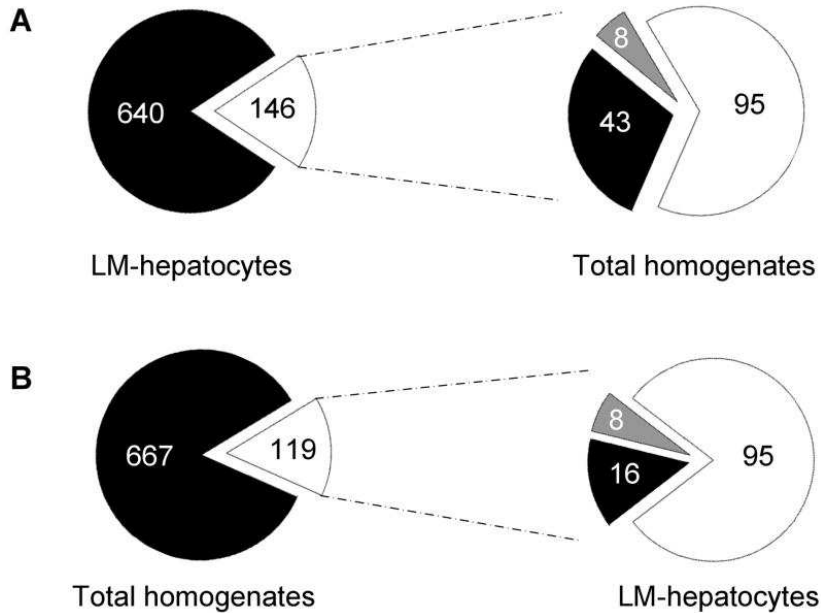 A
640
146
8
43
95
LM-hepatocytes
Total homogenates
B
667
119
8
16
95
Total homogenates
LM-hepatocytes